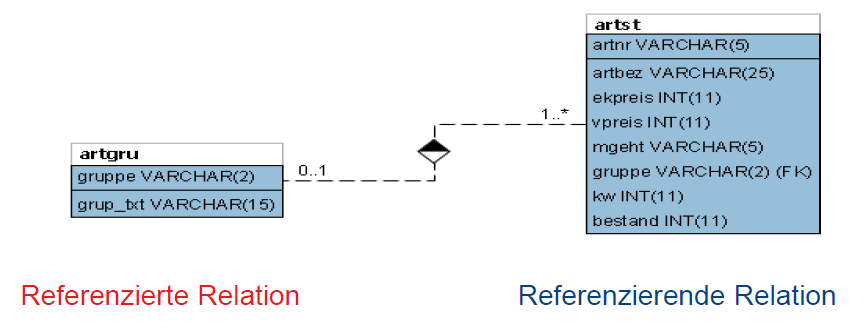 artst
artnr VARCHAR(5)
artbez VARCHAR(25)
ekpreis INT(11)
1..*
vpreis INT(11)
mgeht VARCHAR(5)
gruppe VARCHAR(2) (FK)
kw INT(11)
bestand INT(11)
artgru
gruppe VARCHAR(2)
0..1
grup_txt VARCHAR(15)
Referenzierte Relation
Referenzierende Relation